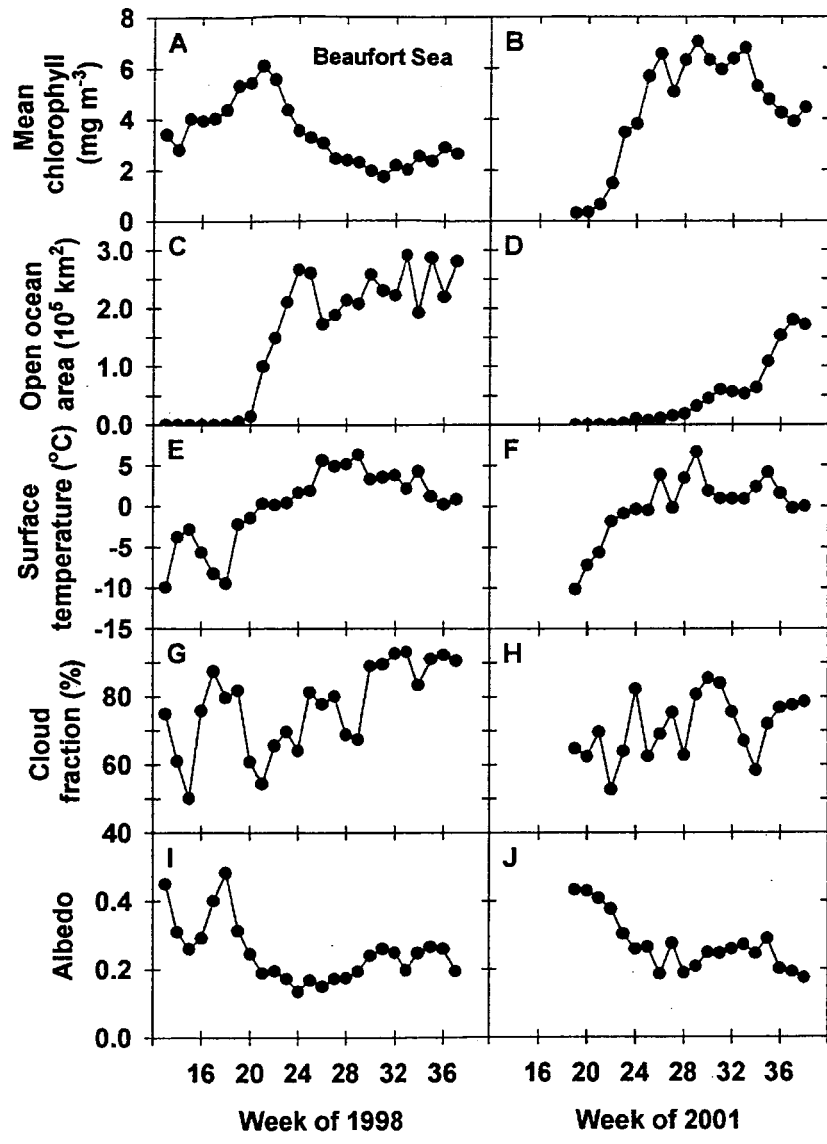 A
Beaufort Sea
B
Mean
chlorophyll
(mg m⁻³)
8
6
4
2
0
C
D
Open ocean
area (10⁵ km²)
3.0
2.0
1.0
0.0
E
F
Surface
temperature (°C)
5
0
-5
-10
-15
G
H
Cloud
fraction (%)
80
60
40
I
J
Albedo
0.4
0.2
0.0
16 20 24 28 32 36
16 20 24 28 32 36
Week of 1998
Week of 2001